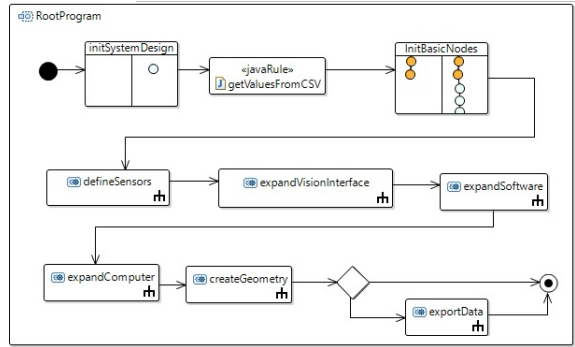 RootProgram
initSystemDesign
«javaRule»
getValuesFromCSV
InitBasicNodes
defineSensors
expandVisionInterface
expandSoftware
expandComputer
createGeometry
exportData